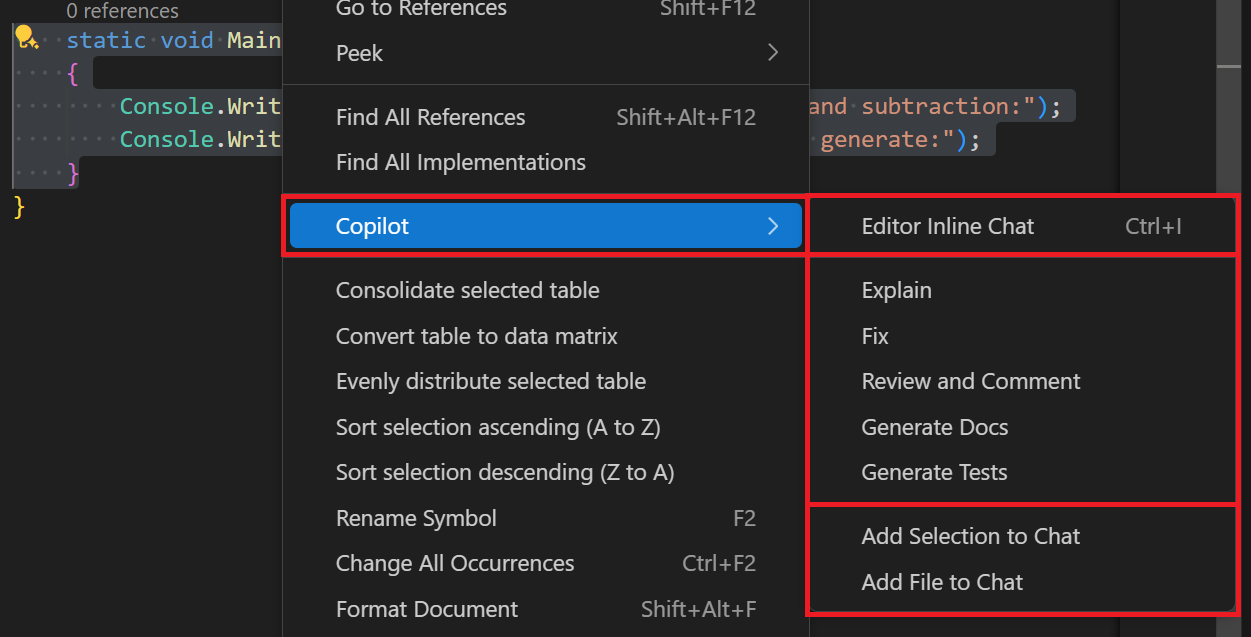 0 references
Go to References Shift+F12
static void Main
Peek
{
Console.Writ and subtraction:");
Find All References Shift+Alt+F12
Console.Writ generate:");
Find All Implementations
}
}
Copilot
Editor Inline Chat Ctrl+I
Consolidate selected table
Explain
Convert table to data matrix
Fix
Evenly distribute selected table
Review and Comment
Sort selection ascending (A to Z)
Generate Docs
Sort selection descending (Z to A)
Generate Tests
Rename Symbol F2
Add Selection to Chat
Change All Occurrences Ctrl+F2
Add File to Chat
Format Document Shift+Alt+F